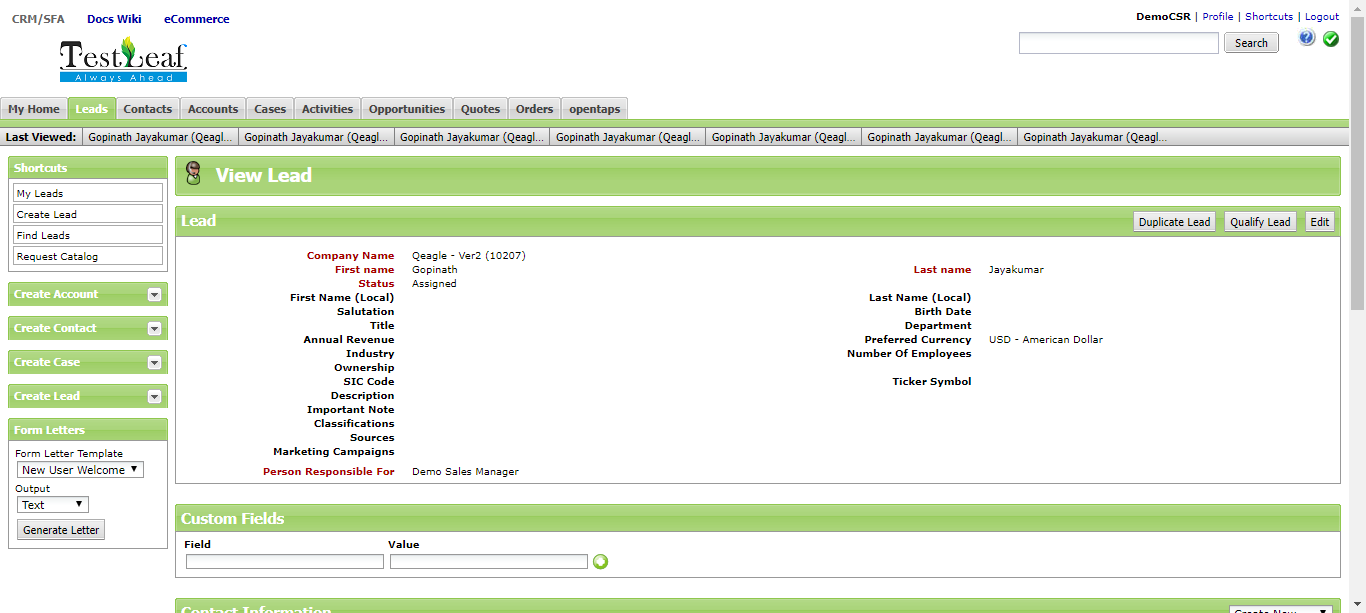 CRM/SFA Docs Wiki eCommerce
DemoCSR | Profile | Shortcuts | Logout
TestLeaf
Always Ahead
Search
My Home Leads Contacts Accounts Cases Activities Opportunities Quotes Orders opentaps
Last Viewed: Gopinath Jayakumar (Qeagl... Gopinath Jayakumar (Qeagl... Gopinath Jayakumar (Qeagl... Gopinath Jayakumar (Qeagl... Gopinath Jayakumar (Qeagl... Gopinath Jayakumar (Qeagl... Gopinath Jayakumar (Qeagl...
Shortcuts
My Leads
Create Lead
Find Leads
Request Catalog
Create Account
Create Contact
Create Case
Create Lead
Form Letters
Form Letter Template
New User Welcome
Output
Text
Generate Letter
View Lead
Lead
Duplicate Lead Qualify Lead Edit
Company Name Qeagle - Ver2 (10207)
First name Gopinath Last name Jayakumar
Status Assigned
First Name (Local) Last Name (Local)
Salutation Birth Date
Title Department
Annual Revenue Preferred Currency USD - American Dollar
Industry Number Of Employees
Ownership
SIC Code Ticker Symbol
Description
Important Note
Classifications
Sources
Marketing Campaigns
Person Responsible For Demo Sales Manager
Custom Fields
Field Value
Contact Information Create New